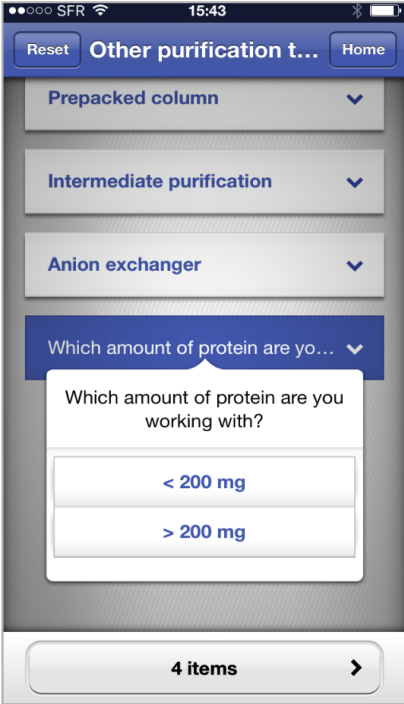 SFR 15:43
Reset Other purification t... Home
Prepacked column
Intermediate purification
Anion exchanger
Which amount of protein are yo...
Which amount of protein are you
working with?
< 200 mg
> 200 mg
4 items